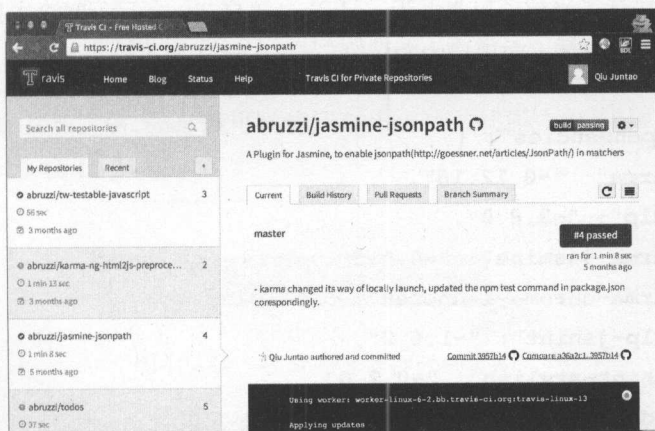 Travis CI - Free Hosted C
https://travis-ci.org/abruzzi/jasmine-jsonpath
Travis
Home
Blog
Status
Help
Travis CI for Private Repositories
Qiu Juntao
Search all repositories
My Repositories
Recent
+
abruzzi/tw-testable-javascript 3
56 sec
3 months ago
abruzzi/karma-ng-html2js-preproce... 2
1 min 13 sec
3 months ago
abruzzi/jasmine-jsonpath 4
1 min 8 sec
5 months ago
abruzzi/todos 5
37 sec
abruzzi/jasmine-jsonpath
build passing
A Plugin for Jasmine, to enable jsonpath(http://goessner.net/articles/JsonPath/) in matchers
Current
Build History
Pull Requests
Branch Summary
master
#4 passed
ran for 1 min 8 sec
5 months ago
- karma changed its way of locally launch, updated the npm test command in package.json
corespondingly.
Qiu Juntao authored and committed
Commit 3957b14
Compare a36a2c1..3957b14
Using worker: worker-linux-6-2.bb.travis-ci.org:travis-linux-13
Applying updates